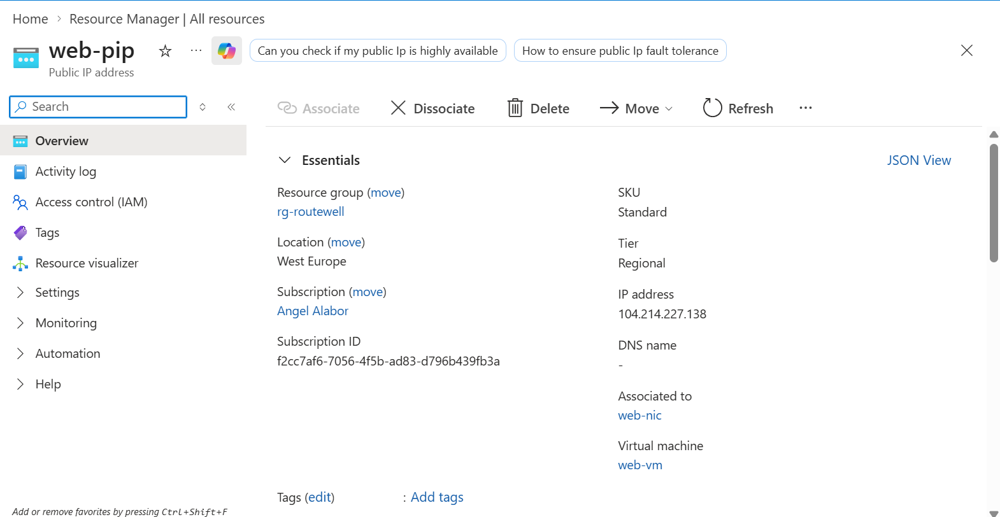 Home > Resource Manager | All resources
web-pip
Public IP address
Can you check if my public Ip is highly available
How to ensure public Ip fault tolerance
Search
Associate
Dissociate
Delete
Move
Refresh
Overview
Activity log
Access control (IAM)
Tags
Resource visualizer
Settings
Monitoring
Automation
Help
Add or remove favorites by pressing Ctrl+Shift+F
Essentials
JSON View
Resource group (move)
rg-routewell
Location (move)
West Europe
Subscription (move)
Angel Alabor
Subscription ID
f2cc7af6-7056-4f5b-ad83-d796b439fb3a
SKU
Standard
Tier
Regional
IP address
104.214.227.138
DNS name
-
Associated to
web-nic
Virtual machine
web-vm
Tags (edit) : Add tags